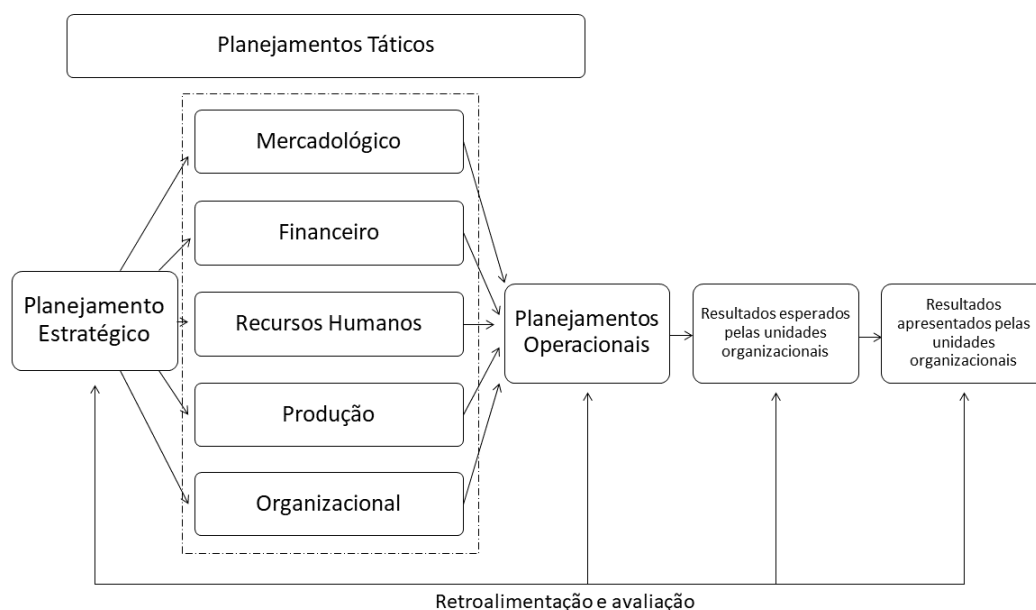 Planejamentos Táticos
Mercadológico
Financeiro
Planejamento
Estratégico
Recursos Humanos
Produção
Organizacional
Planejamentos
Operacionais
Resultados esperados
pelas unidades
organizacionais
Resultados
apresentados pelas
unidades
organizacionais
Retroalimentação e avaliação